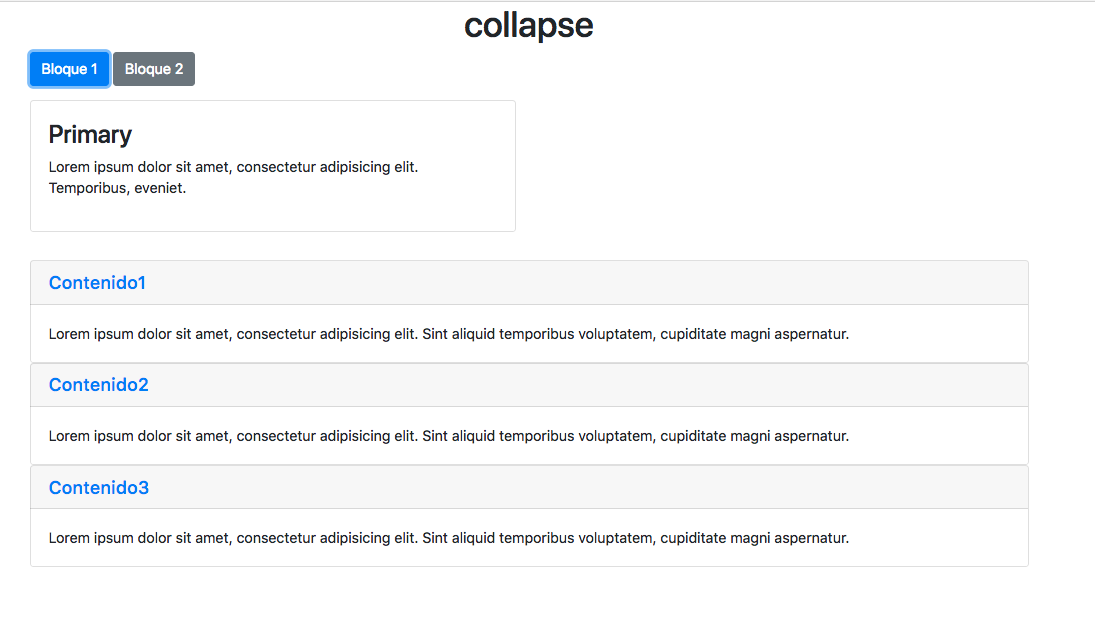 collapse
Bloque 1 Bloque 2
Primary
Lorem ipsum dolor sit amet, consectetur adipisicing elit.
Temporibus, eveniet.
Contenido1
Lorem ipsum dolor sit amet, consectetur adipisicing elit. Sint aliquid temporibus voluptatem, cupiditate magni aspernatur.
Contenido2
Lorem ipsum dolor sit amet, consectetur adipisicing elit. Sint aliquid temporibus voluptatem, cupiditate magni aspernatur.
Contenido3
Lorem ipsum dolor sit amet, consectetur adipisicing elit. Sint aliquid temporibus voluptatem, cupiditate magni aspernatur.